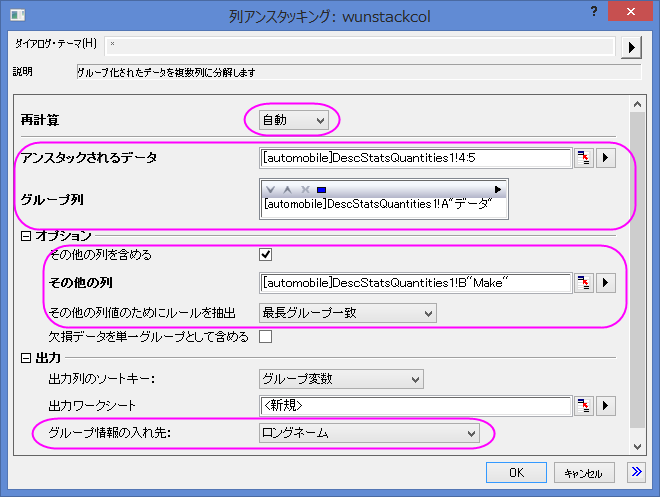 列アンスタッキング: wunstackcol
?
ダイアログ・テーマ(H) *
説明 グループ化されたデータを複数列に分解します
再計算 自動
アンスタックされるデータ [automobile]DescStatsQuantities1!4:5
グループ列 [automobile]DescStatsQuantities1!A"データ"
オプション
その他の列を含める
その他の列 [automobile]DescStatsQuantities1!B"Make"
その他の列値のためにルールを抽出 最長グループ一致
欠損データを単一グループとして含める
出力
出力列のソートキー: グループ変数
出力ワークシート <新規>
グループ情報の入れ先: ロングネーム
OK キャンセル